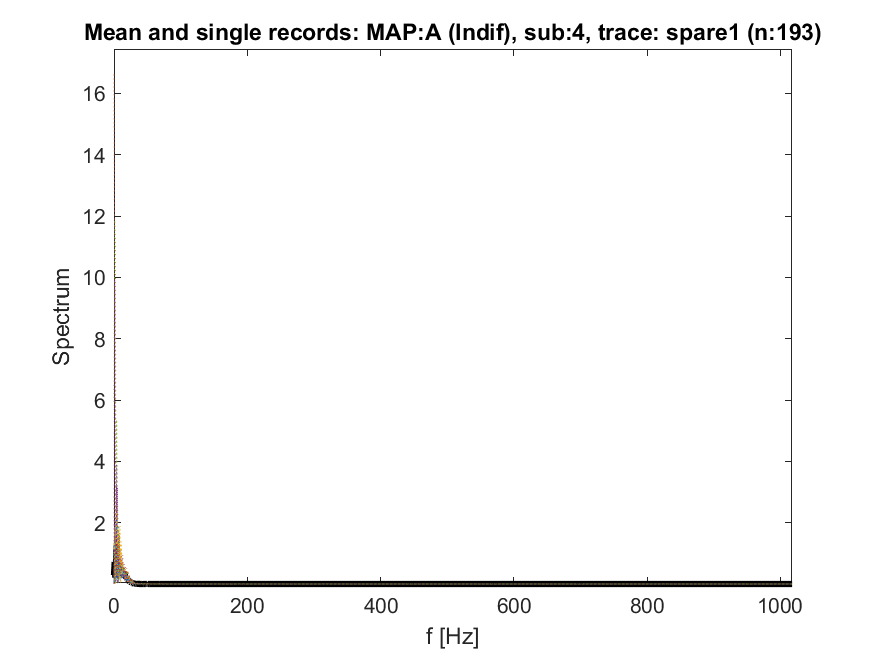 Mean and single records: MAP:A (Indif), sub:4, trace: spare1 (n:193)
16
14
12
10
8
6
4
2
Spectrum
0 200 400 600 800 1000
f [Hz]